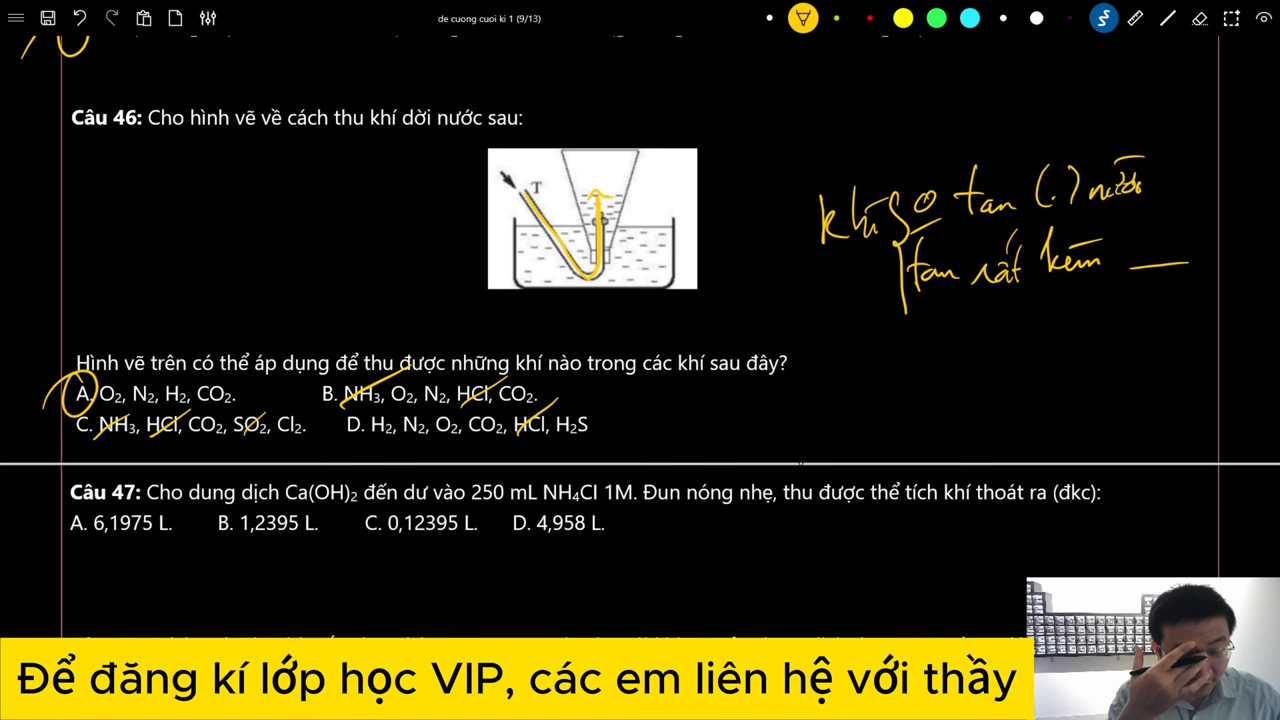 de cuong cuoi ki 1 (9/13)
Câu 46: Cho hình vẽ về cách thu khí dời nước sau:
T
khí O tan (.) nước
tan rất kém
Hình vẽ trên có thể áp dụng để thu được những khí nào trong các khí sau đây?
A. O₂, N₂, H₂, CO₂. B. NH₃, O₂, N₂, HCl, CO₂.
C. NH₃, HCl, CO₂, SO₂, Cl₂. D. H₂, N₂, O₂, CO₂, HCl, H₂S
Câu 47: Cho dung dịch Ca(OH)₂ đến dư vào 250 mL NH₄Cl 1M. Đun nóng nhẹ, thu được thể tích khí thoát ra (đkc):
A. 6,1975 L. B. 1,2395 L. C. 0,12395 L. D. 4,958 L.
Để đăng kí lớp học VIP, các em liên hệ với thầy